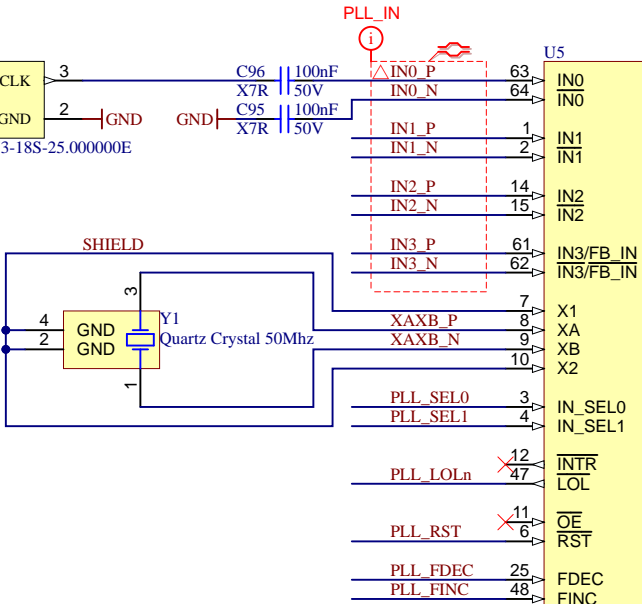 PLL_IN
i
U5
CLK 3
C96 100nF
X7R 50V
IN0_P 63 IN0
IN0_N 64 IN0
GND 2 GND
GND C95 100nF
X7R 50V
3-18S-25.000000E
IN1_P 1 IN1
IN1_N 2 IN1
IN2_P 14 IN2
IN2_N 15 IN2
IN3_P 61 IN3/FB_IN
IN3_N 62 IN3/FB_IN
SHIELD
7 X1
XAXB_P 8 XA
XAXB_N 9 XB
10 X2
3
Y1
4 GND
2 GND
Quartz Crystal 50Mhz
1
PLL_SEL0 3 IN_SEL0
PLL_SEL1 4 IN_SEL1
12 INTR
PLL_LOLn 47 LOL
11 OE
PLL_RST 6 RST
PLL_FDEC 25 FDEC
PLL_FINC 48 FINC